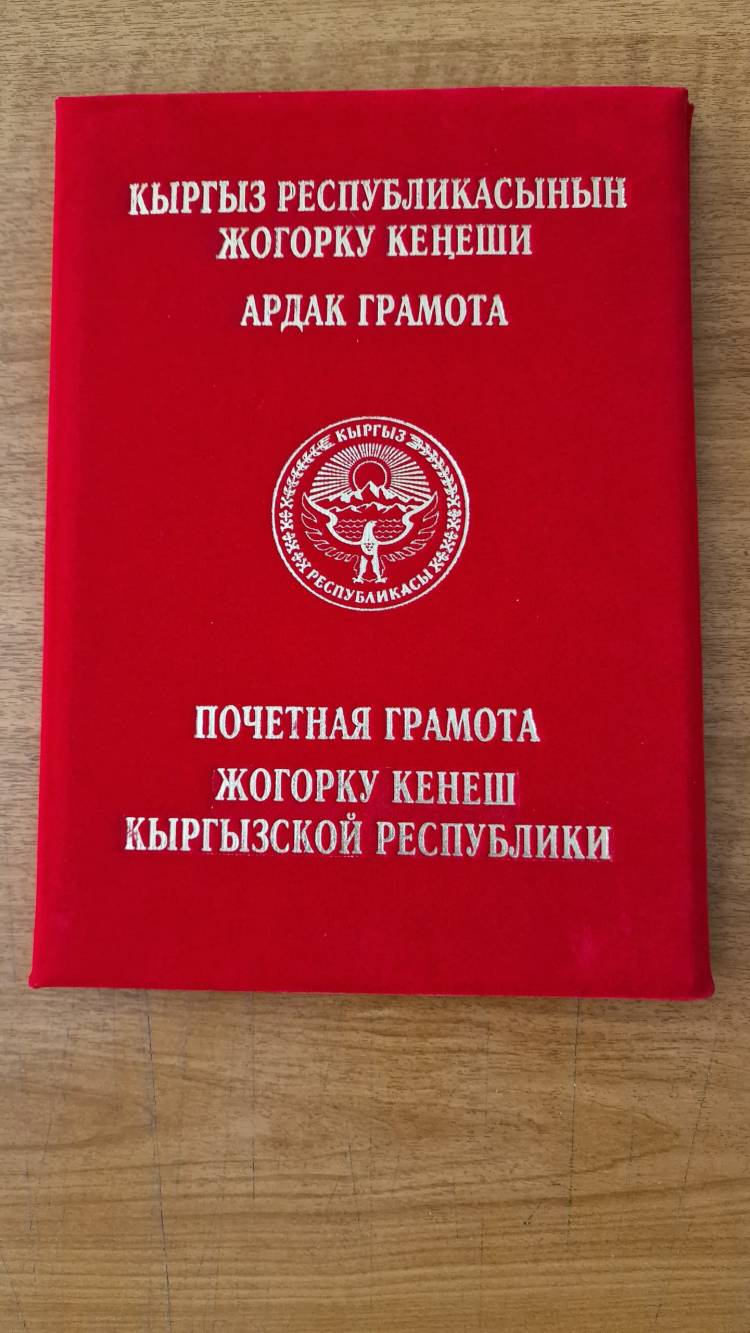 КЫРГЫЗ РЕСПУБЛИКАСЫНЫН
ЖОГОРКУ КЕҢЕШИ
АРДАК ГРАМОТА
КЫРГЫЗ
РЕСПУБЛИКАСЫ
ПОЧЕТНАЯ ГРАМОТА
ЖОГОРКУ КЕНЕШ
КЫРГЫЗСКОЙ РЕСПУБЛИКИ